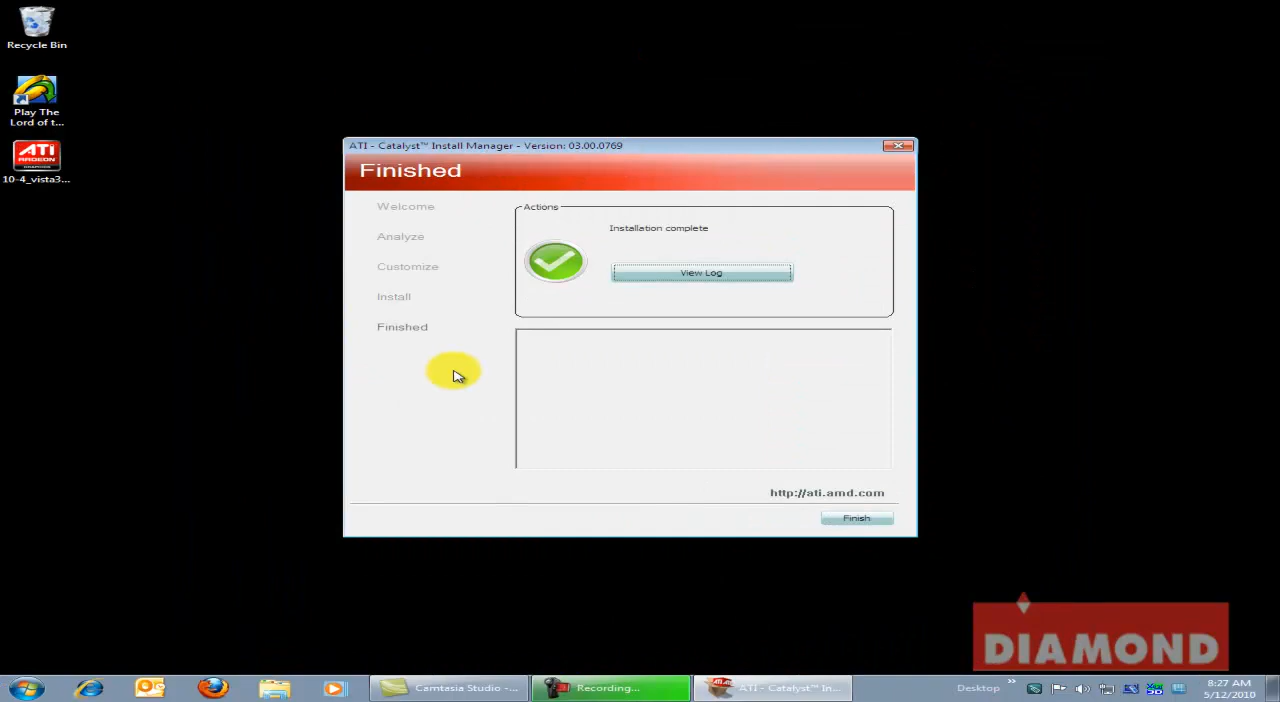 Recycle Bin
Play The
Lord of t...
ATI
RADEON
10-4_vista3...
ATI - Catalyst™ Install Manager - Version: 03.00.0769
Finished
Welcome
Analyze
Customize
Install
Finished
Actions
Installation complete
View Log
http://ati.amd.com
Finish
DIAMOND
Camtasia Studio -...
Recording...
ATI - Catalyst™ In...
Desktop
8:27 AM
5/12/2010